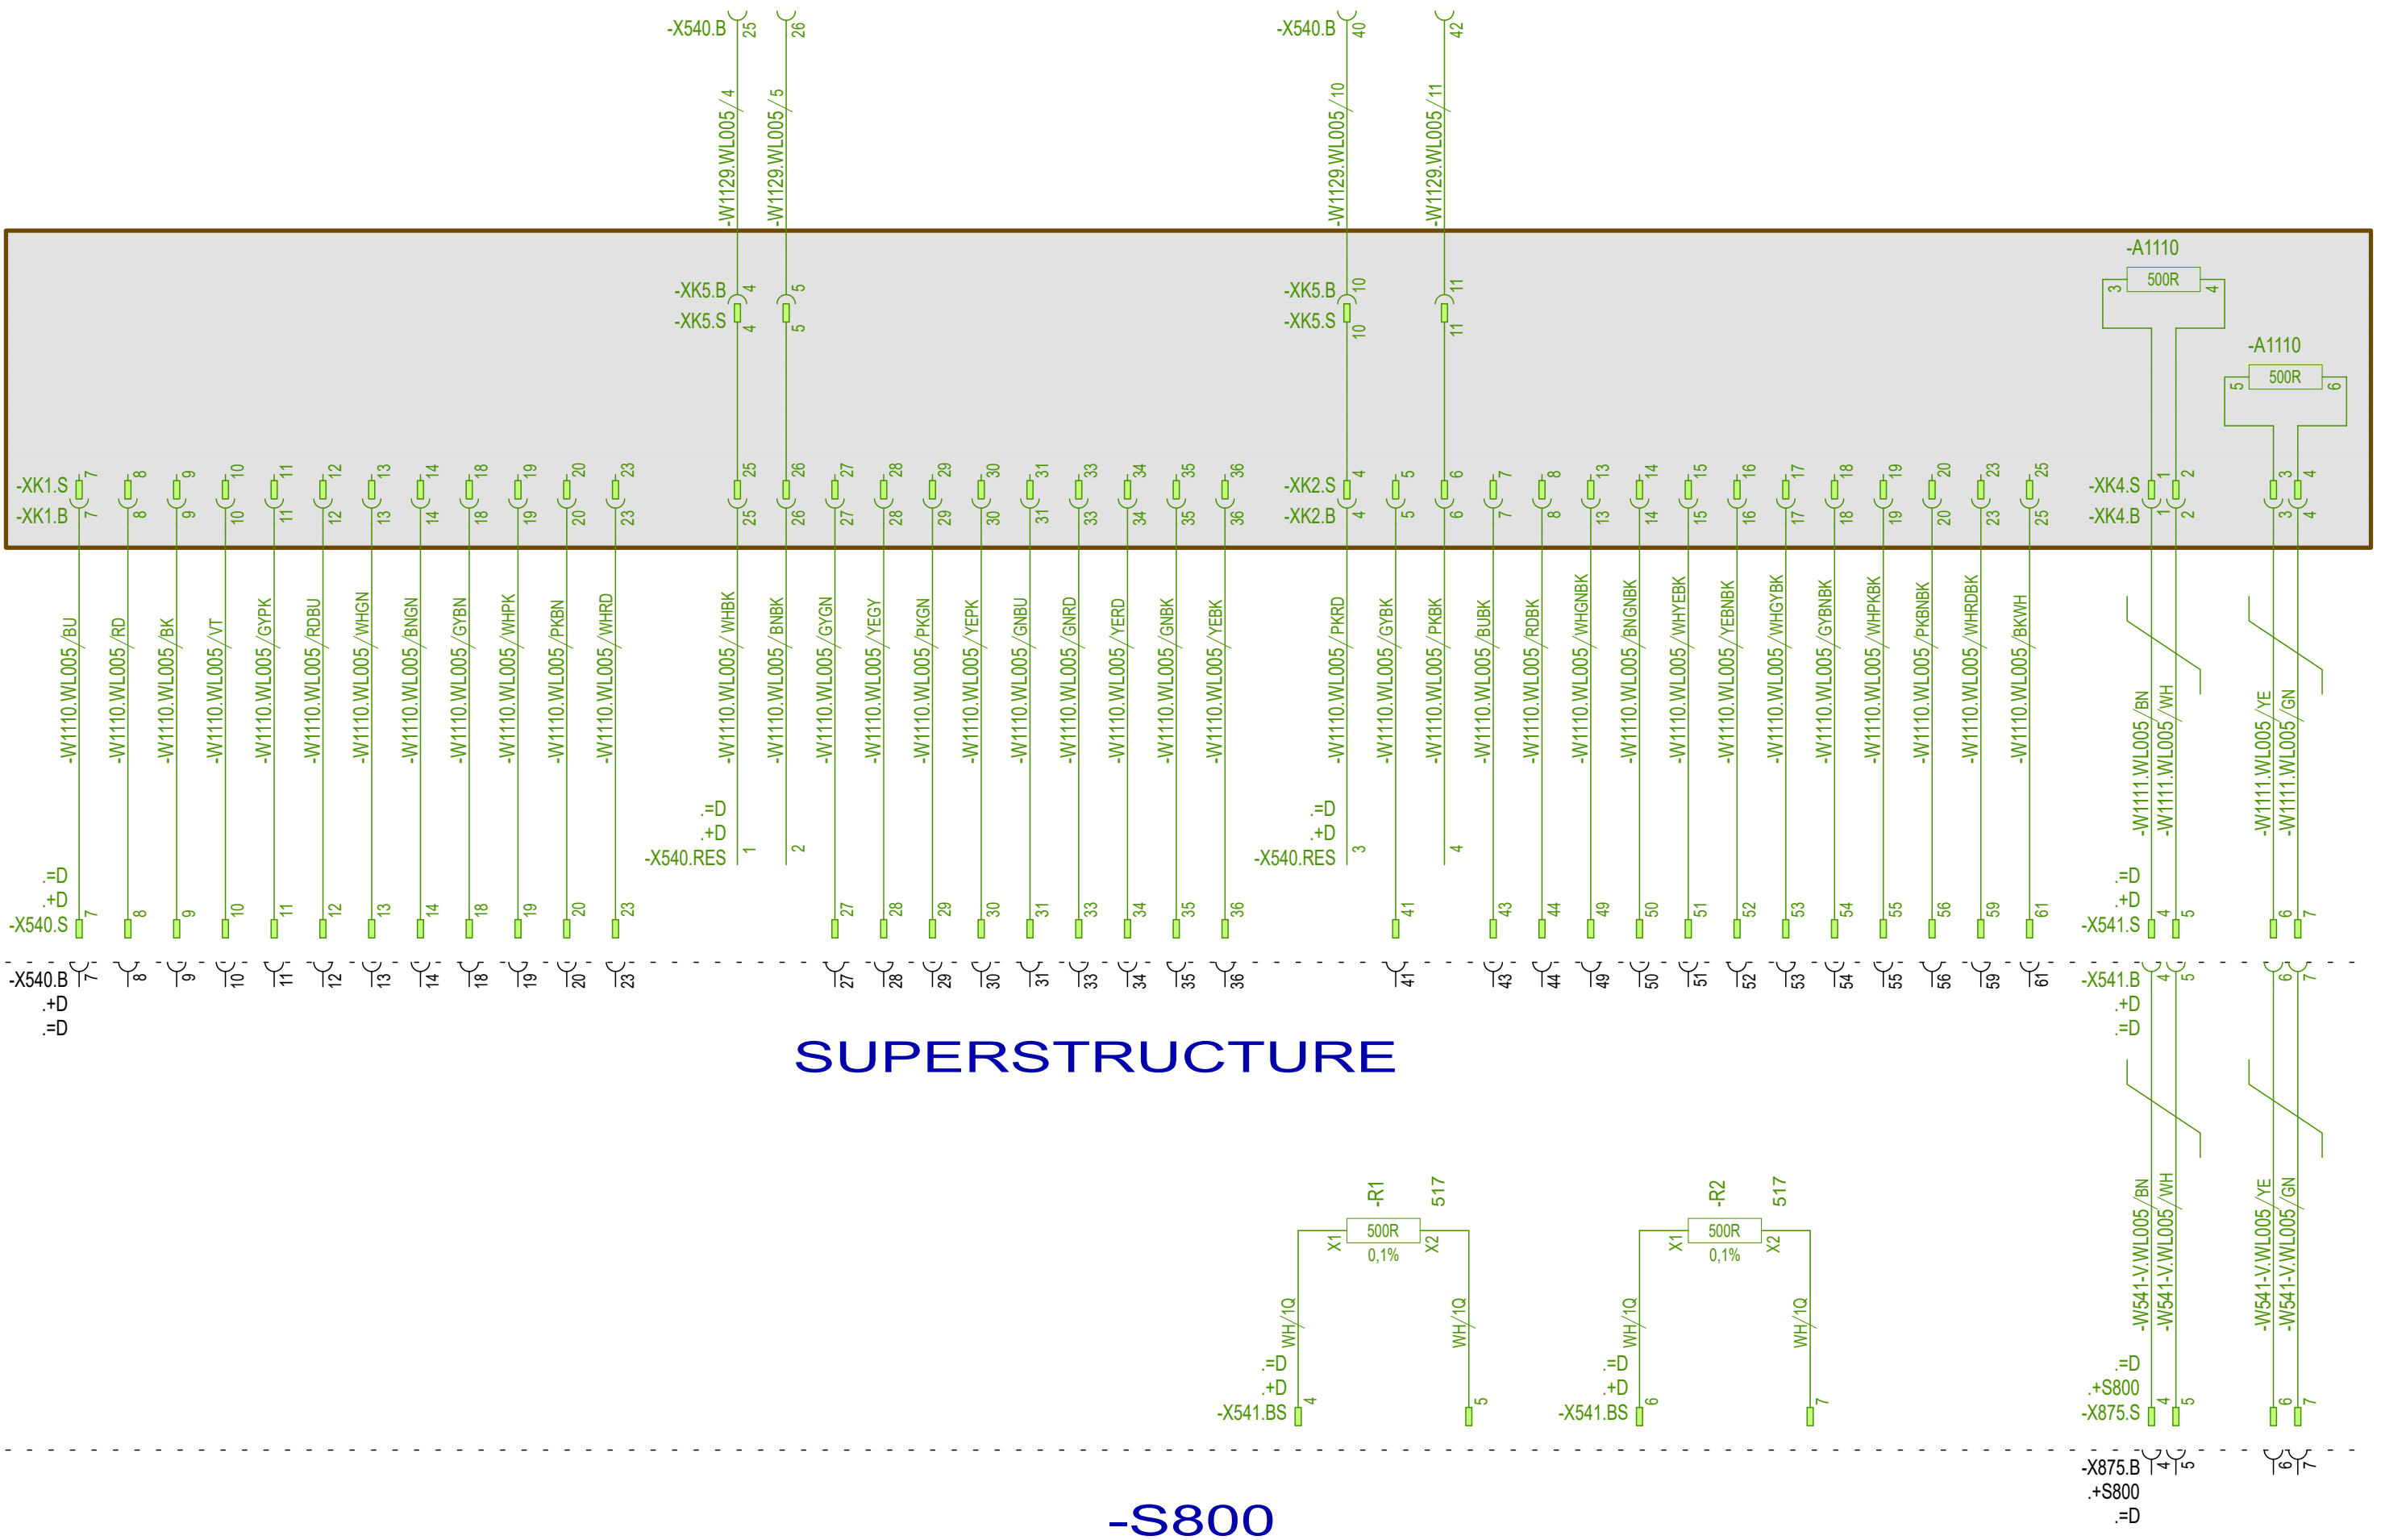 -X540.B 25 26 -X540.B 40 42
-W1129.WL005 /4 -W1129.WL005 /5 -W1129.WL005 /10 -W1129.WL005 /11
-A1110
3 500R 4
-XK5.B 4 5 -XK5.B 10 11
-XK5.S 4 5 -XK5.S 10 11
-A1110
5 500R 6
-XK1.S 7 8 9 10 11 12 13 14 18 19 20 23 25 26 27 28 29 30 31 33 34 35 36 -XK2.S 4 5 6 7 8 13 14 15 16 17 18 19 20 23 25 -XK4.S 1 2 3 4
-XK1.B 7 8 9 10 11 12 13 14 18 19 20 23 25 26 27 28 29 30 31 33 34 35 36 -XK2.B 4 5 6 7 8 13 14 15 16 17 18 19 20 23 25 -XK4.B 1 2 3 4
-W1110.WL005 /BU
-W1110.WL005 /RD
-W1110.WL005 /BK
-W1110.WL005 /VT
-W1110.WL005 /GYPK
-W1110.WL005 /RDBU
-W1110.WL005 /WHGN
-W1110.WL005 /BNGN
-W1110.WL005 /GYBN
-W1110.WL005 /WHPK
-W1110.WL005 /PKBN
-W1110.WL005 /WHRD
-W1110.WL005 /WHBK
-W1110.WL005 /BNBK
-W1110.WL005 /GYGN
-W1110.WL005 /YEGY
-W1110.WL005 /PKGN
-W1110.WL005 /YEPK
-W1110.WL005 /GNBU
-W1110.WL005 /GNRD
-W1110.WL005 /YERD
-W1110.WL005 /GNBK
-W1110.WL005 /YEBK
-W1110.WL005 /PKRD
-W1110.WL005 /GYBK
-W1110.WL005 /PKBK
-W1110.WL005 /BUBK
-W1110.WL005 /RDBK
-W1110.WL005 /WHGNBK
-W1110.WL005 /BNGNBK
-W1110.WL005 /WHYEBK
-W1110.WL005 /YEBNBK
-W1110.WL005 /WHGYBK
-W1110.WL005 /GYBNBK
-W1110.WL005 /WHPKBK
-W1110.WL005 /PKBNBK
-W1110.WL005 /WHRDBK
-W1110.WL005 /BKWH
-W1111.WL005 /BN
-W1111.WL005 /WH
-W1111.WL005 /YE
-W1111.WL005 /GN
.=D .=D
.+D .+D
-X540.RES 1 2 -X540.RES 3 4
.=D .=D
.+D .+D
-X540.S 7 8 9 10 11 12 13 14 18 19 20 23 27 28 29 30 31 33 34 35 36 41 43 44 49 50 51 52 53 54 55 56 59 61 -X541.S 4 5 6 7
-X540.B 7 8 9 10 11 12 13 14 18 19 20 23 27 28 29 30 31 33 34 35 36 41 43 44 49 50 51 52 53 54 55 56 59 61 -X541.B 4 5 6 7
.+D .+D
.=D .=D
SUPERSTRUCTURE
-R1 517 -R2 517
X1 500R X2 X1 500R X2
0,1% 0,1%
-W541-V.WL005 /BN
-W541-V.WL005 /WH
-W541-V.WL005 /YE
-W541-V.WL005 /GN
WH/1Q WH/1Q WH/1Q WH/1Q
.=D .=D .=D
.+D .+D .+S800
-X541.BS 4 5 -X541.BS 6 7 -X875.S 4 5 6 7
-X875.B 4 5 6 7
.+S800
.=D
-S800